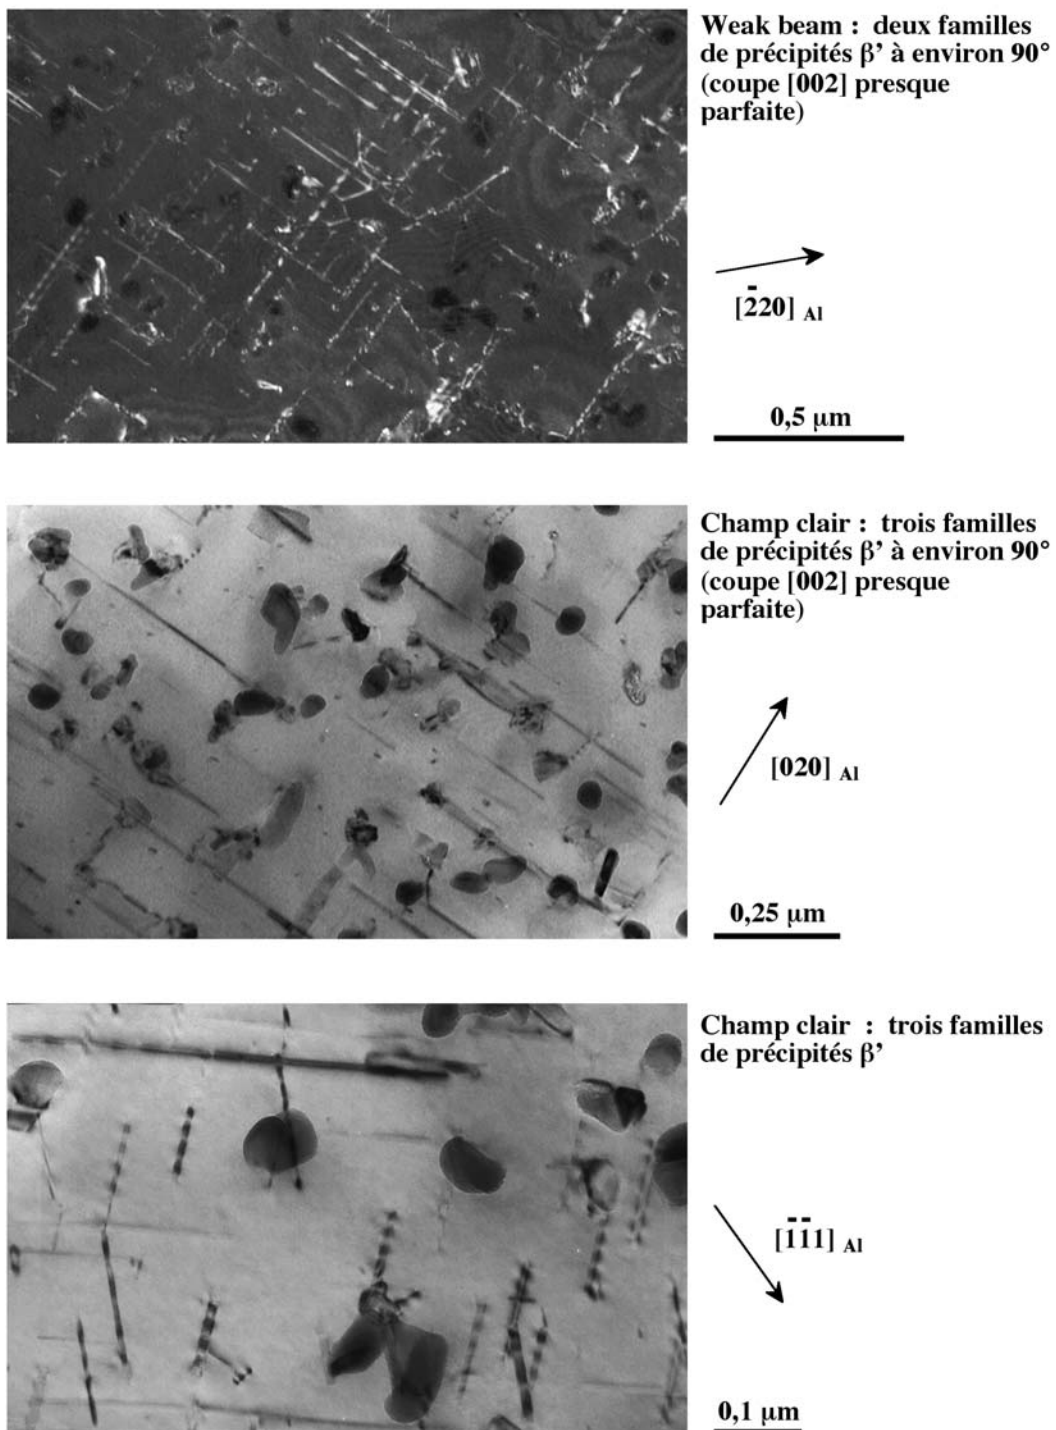 Weak beam : deux familles
de précipités β’ à environ 90°
(coupe [002] presque
parfaite)
[2̄20] Al
0,5 µm
Champ clair : trois familles
de précipités β’ à environ 90°
(coupe [002] presque
parfaite)
[020] Al
0,25 µm
Champ clair : trois familles
de précipités β’
[1̄1̄1] Al
0,1 µm